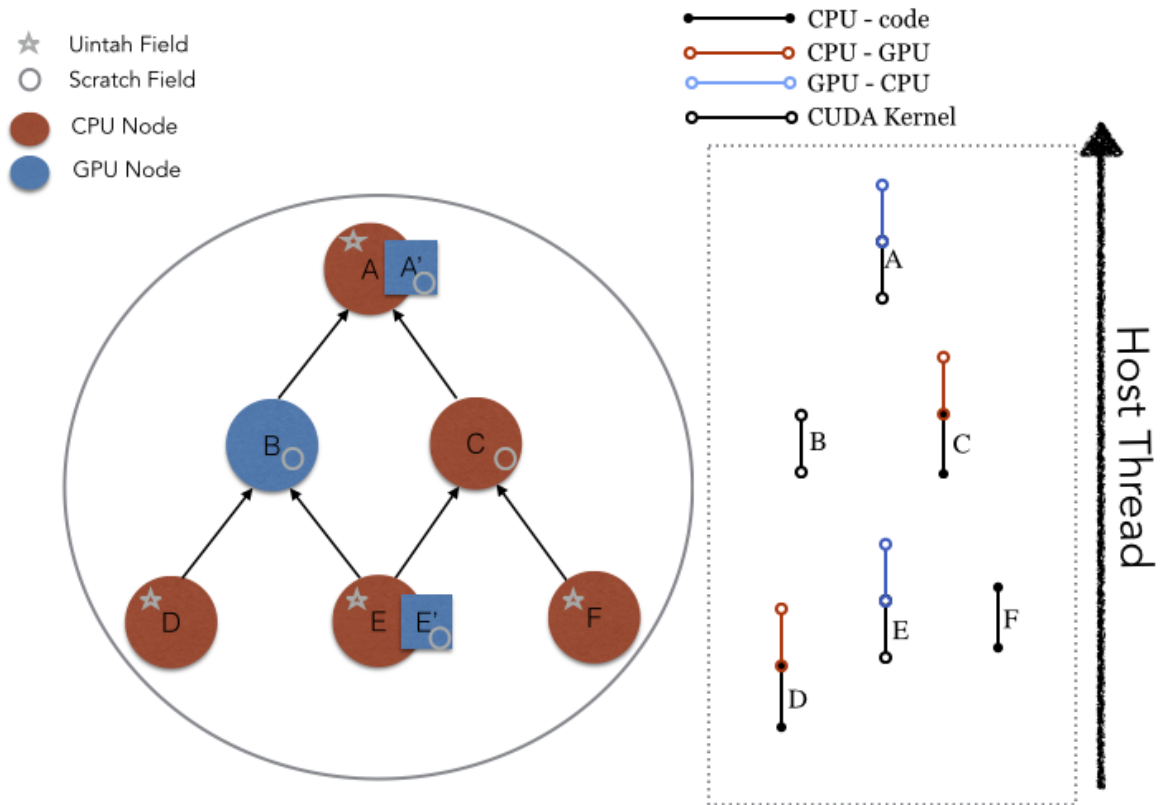 Uintah Field
Scratch Field
CPU Node
GPU Node
CPU - code
CPU - GPU
GPU - CPU
CUDA Kernel
A
A'
B
C
D
E
E'
F
A
B
C
E
F
D
Host Thread